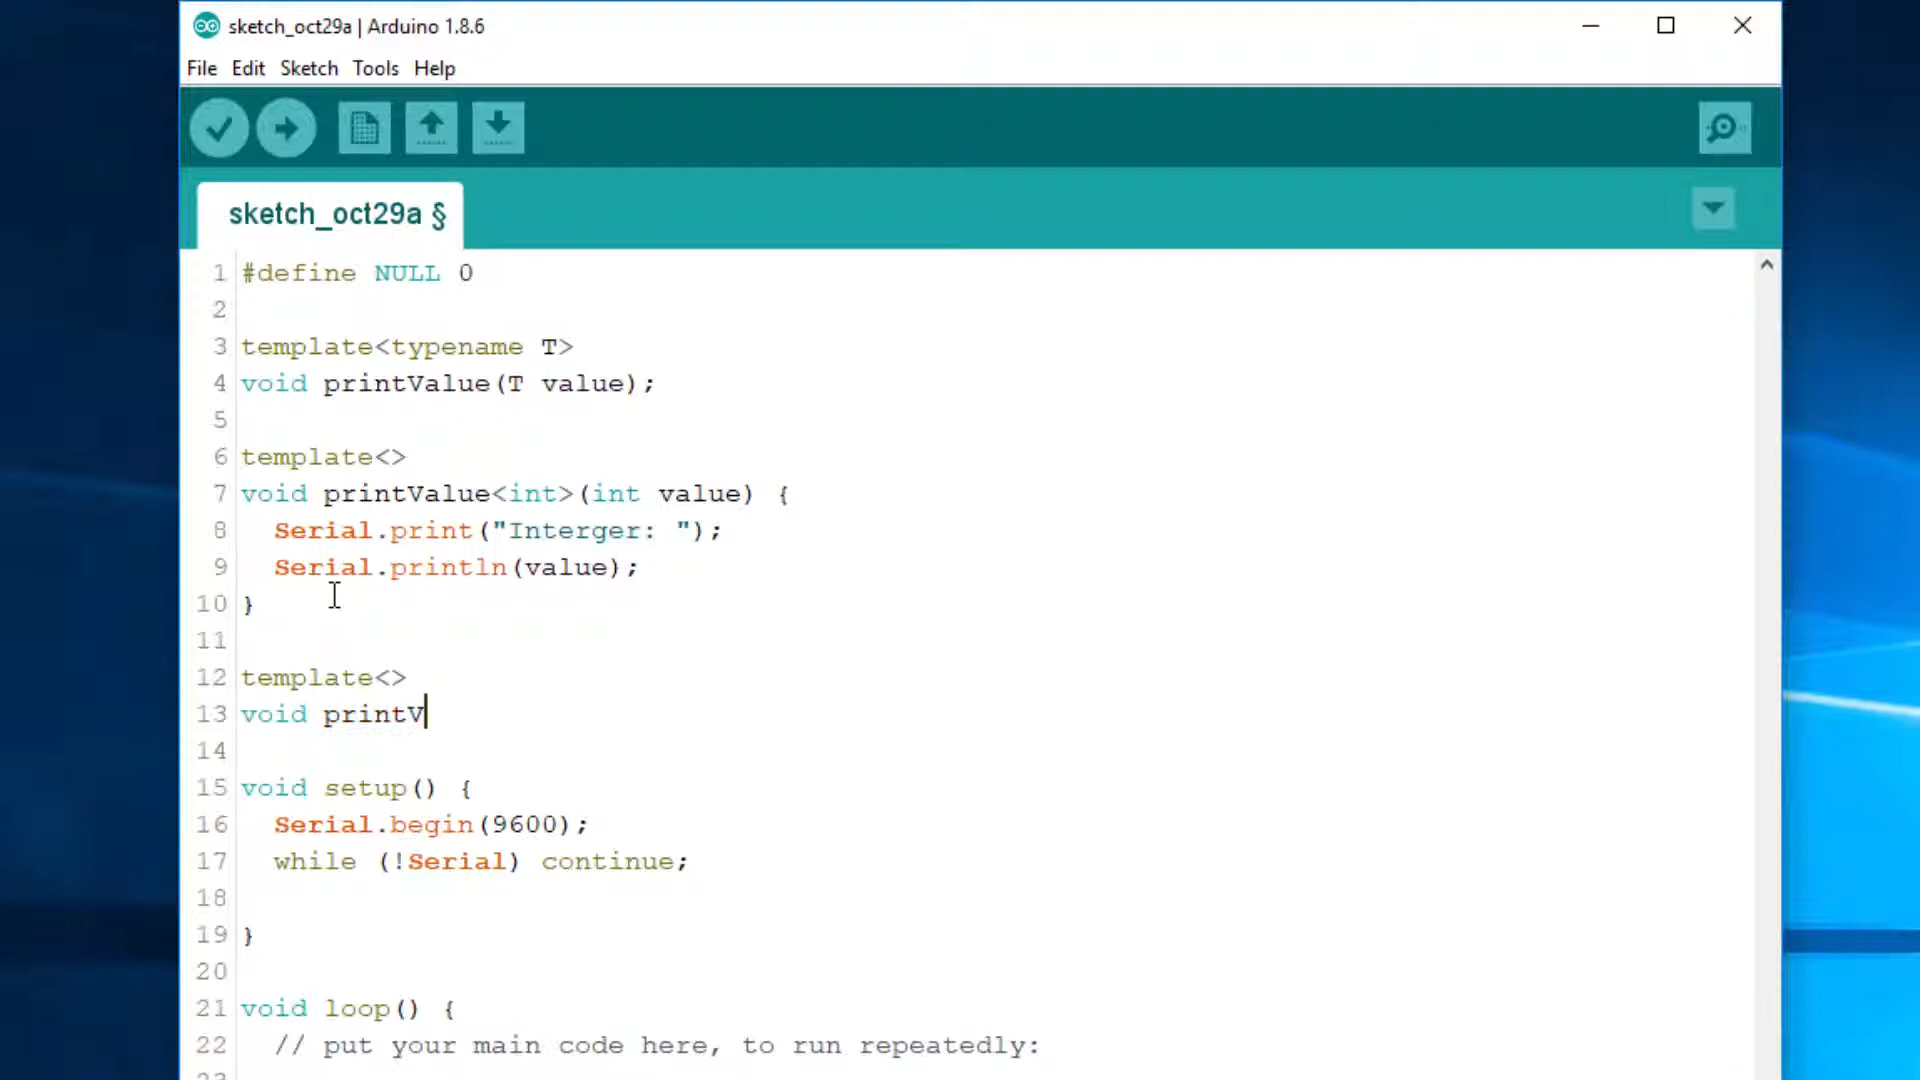 sketch_oct29a | Arduino 1.8.6
File Edit Sketch Tools Help
sketch_oct29a §
1 #define NULL 0
2
3 template<typename T>
4 void printValue(T value);
5
6 template<>
7 void printValue<int>(int value) {
8 Serial.print("Interger: ");
9 Serial.println(value);
10 }
11
12 template<>
13 void printV
14
15 void setup() {
16 Serial.begin(9600);
17 while (!Serial) continue;
18
19 }
20
21 void loop() {
22 // put your main code here, to run repeatedly: